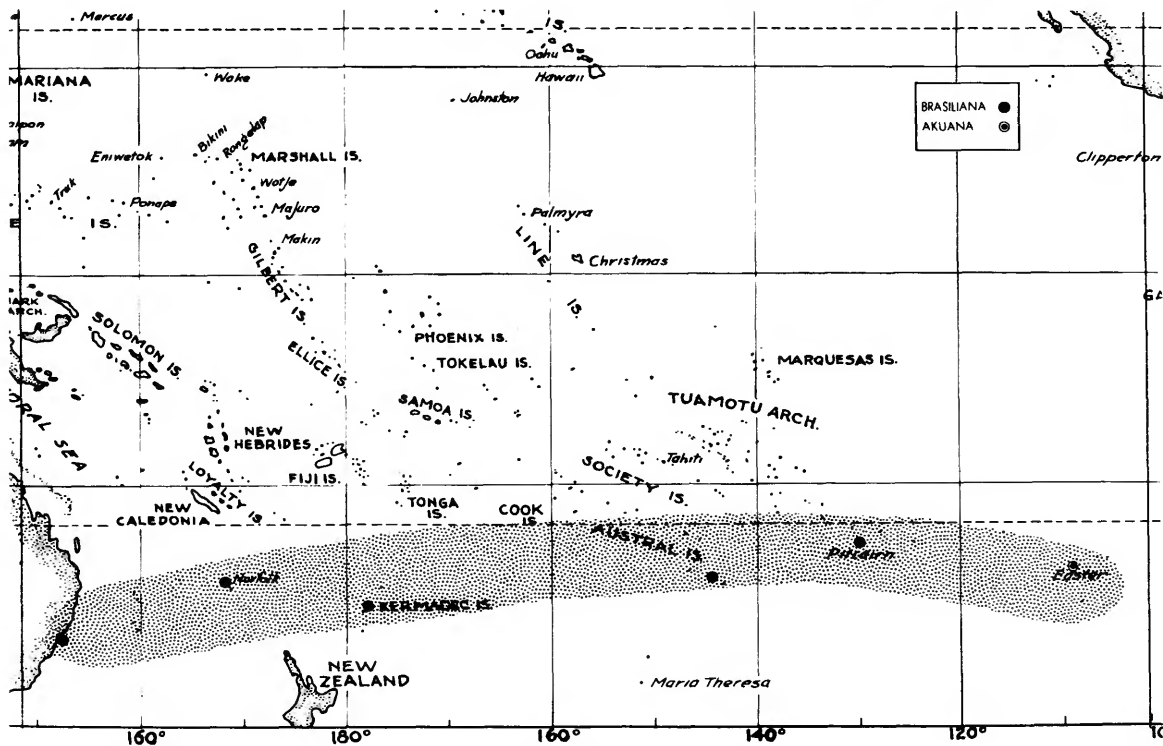 Marcus
IS.
Oahu
Hawaii
MARIANA
IS.
Wake
Johnston
BRASILIANA
AKUANA
Bikini
Rongelap
Eniwetok
MARSHALL IS.
Clipperton
Wotje
Truk
Ponape
Majuro
IS.
Palmyra
Makin
LINE
IS.
Christmas
GILBERT IS.
ARCH.
SOLOMON IS.
PHOENIX IS.
ELLICE IS.
TOKELAU IS.
MARQUESAS IS.
SAMOA IS.
TUAMOTU ARCH.
NEW
HEBRIDES
Tahiti
FIJI IS.
SOCIETY IS.
LOYALTY IS.
NEW
CALEDONIA
TONGA
IS.
COOK
IS.
AUSTRAL IS.
Pitcairn
Easter
Norfolk
KERMADEC IS.
NEW
ZEALAND
Maria Theresa
160° 180° 160° 140° 120°